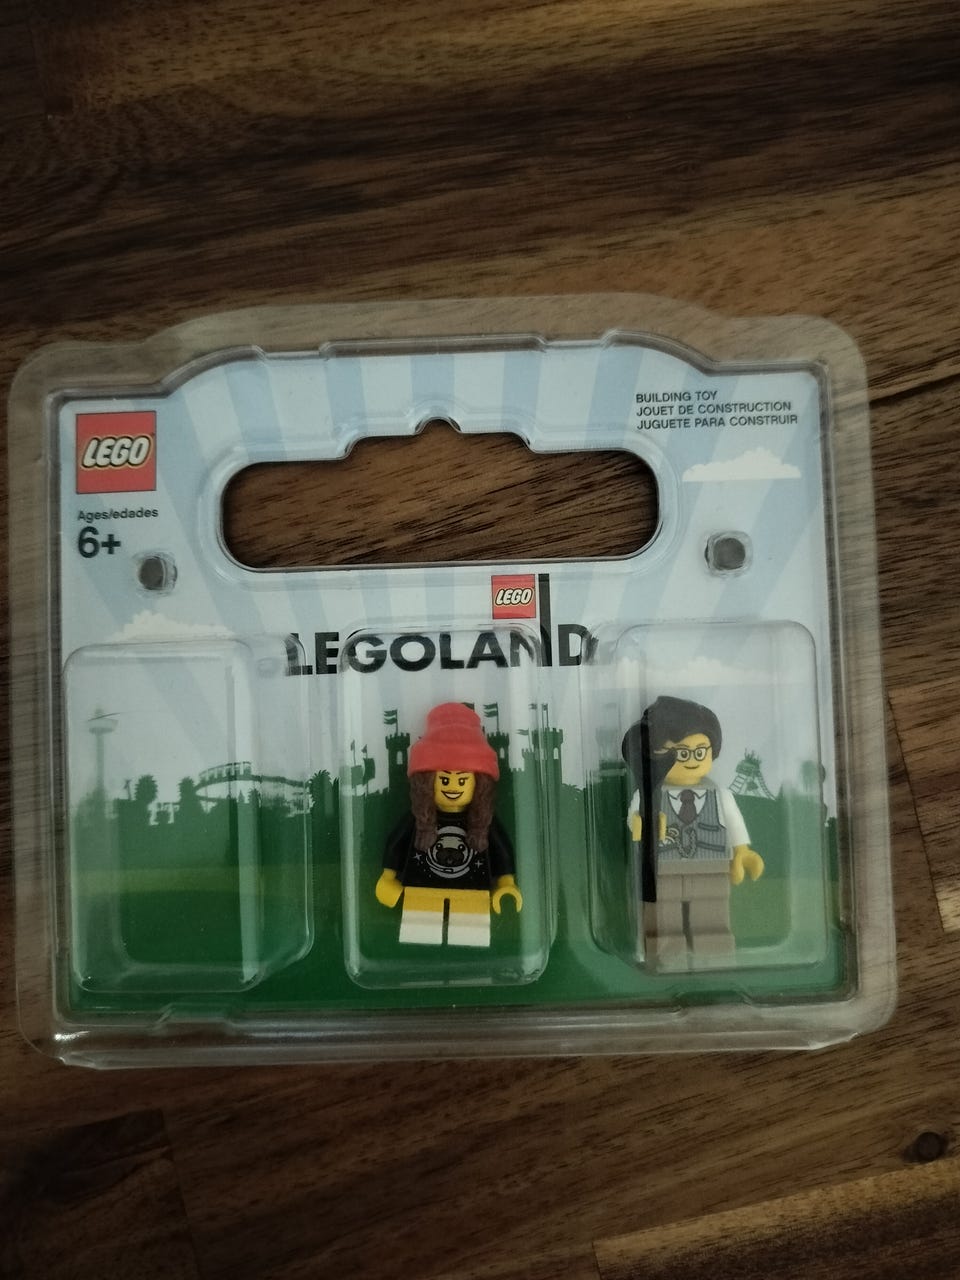 LEGO
Ages/edades
6+
BUILDING TOY
JOUET DE CONSTRUCTION
JUGUETE PARA CONSTRUIR
LEGO
LEGOLAND